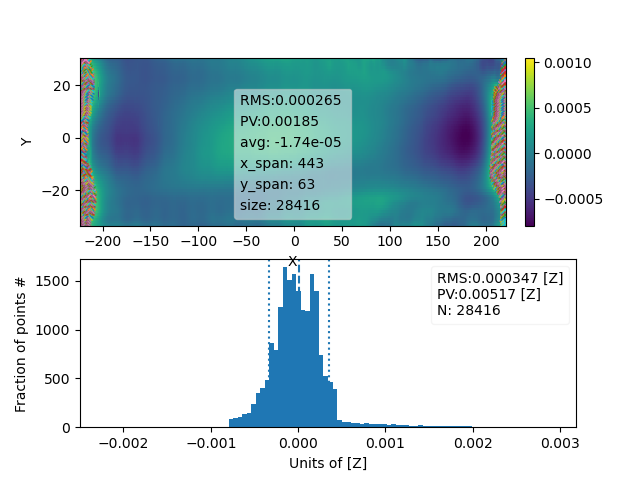 20
0
−20
Y
−200
−150
−100
−50
0
50
100
150
200
X
RMS:0.000265
PV:0.00185
avg: -1.74e-05
x_span: 443
y_span: 63
size: 28416
0.0010
0.0005
0.0000
−0.0005
1500
1000
500
0
Fraction of points #
RMS:0.000347 [Z]
PV:0.00517 [Z]
N: 28416
−0.002
−0.001
0.000
0.001
0.002
0.003
Units of [Z]